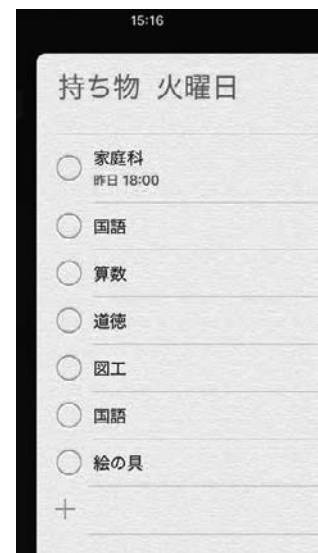 15:16
持ち物 火曜日
家庭科
昨日 18:00
国語
算数
道徳
図工
国語
絵の具